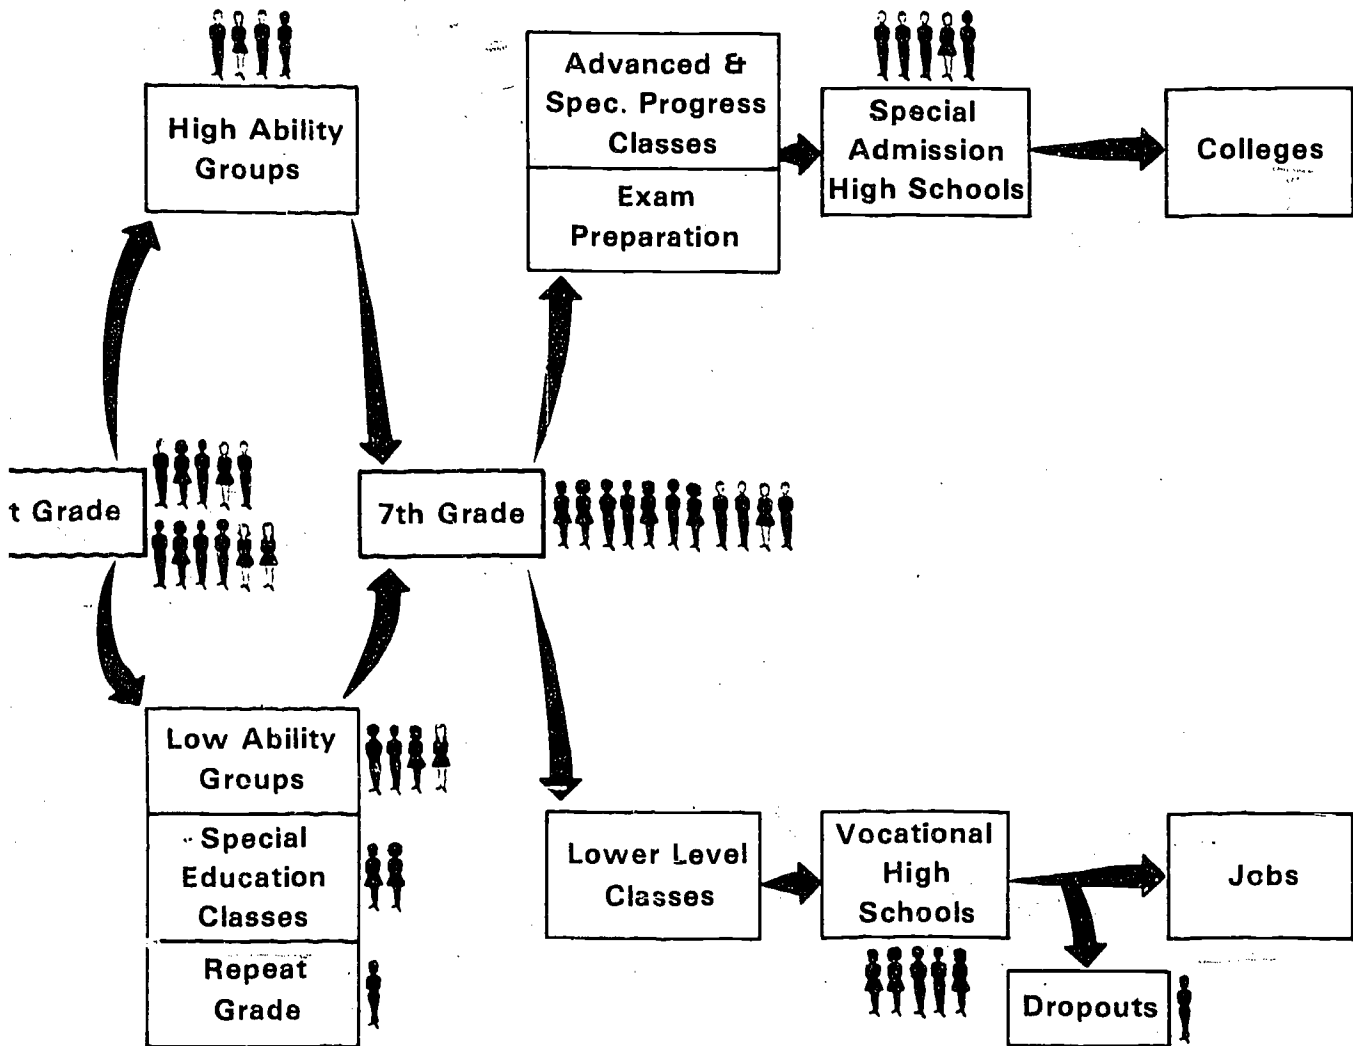 High Ability
Groups
Advanced &
Spec. Progress
Classes
Exam
Preparation
Special
Admission
High Schools
Colleges
t Grade
7th Grade
Low Ability
Groups
Special
Education
Classes
Repeat
Grade
Lower Level
Classes
Vocational
High
Schools
Jobs
Dropouts